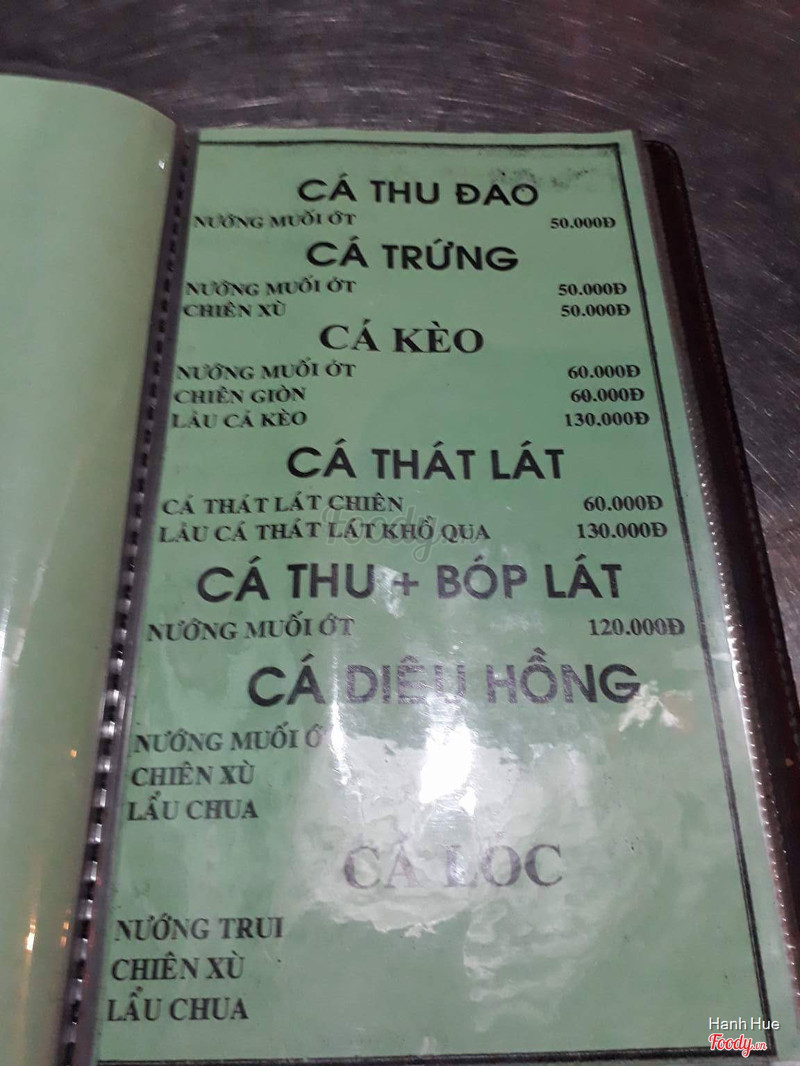 CÁ THU ĐAO
NƯỚNG MUỐI ỚT 50.000Đ
CÁ TRỨNG
NƯỚNG MUỐI ỚT 50.000Đ
CHIÊN XÙ 50.000Đ
CÁ KÈO
NƯỚNG MUỐI ỚT 60.000Đ
CHIÊN GIÒN 60.000Đ
LẨU CÁ KÈO 130.000Đ
CÁ THÁT LÁT
CÁ THÁT LÁT CHIÊN 60.000Đ
LẨU CÁ THÁT LÁT KHỔ QUA 130.000Đ
CÁ THU + BÓP LÁT
NƯỚNG MUỐI ỚT 120.000Đ
CÁ DIÊU HỒNG
NƯỚNG MUỐI
CHIÊN XÙ
LẨU CHUA
CÁ LÓC
NƯỚNG TRUI
CHIÊN XÙ
LẨU CHUA
Hanh Hue
Foody.vn